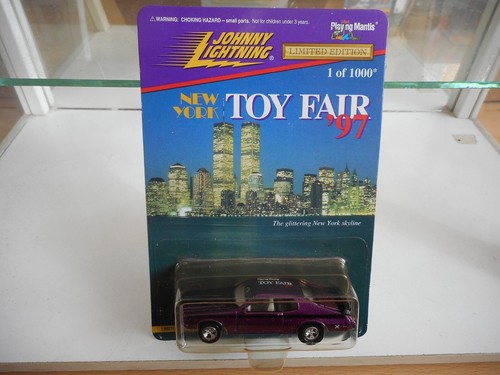 WARNING: CHOKING HAZARD – small parts. Not for children under 3 years.
Playing Mantis
JOHNNY LIGHTNING®
LIMITED EDITION
1 of 1000*
NEW YORK TOY FAIR '97
The glittering New York skyline
TOY FAIR